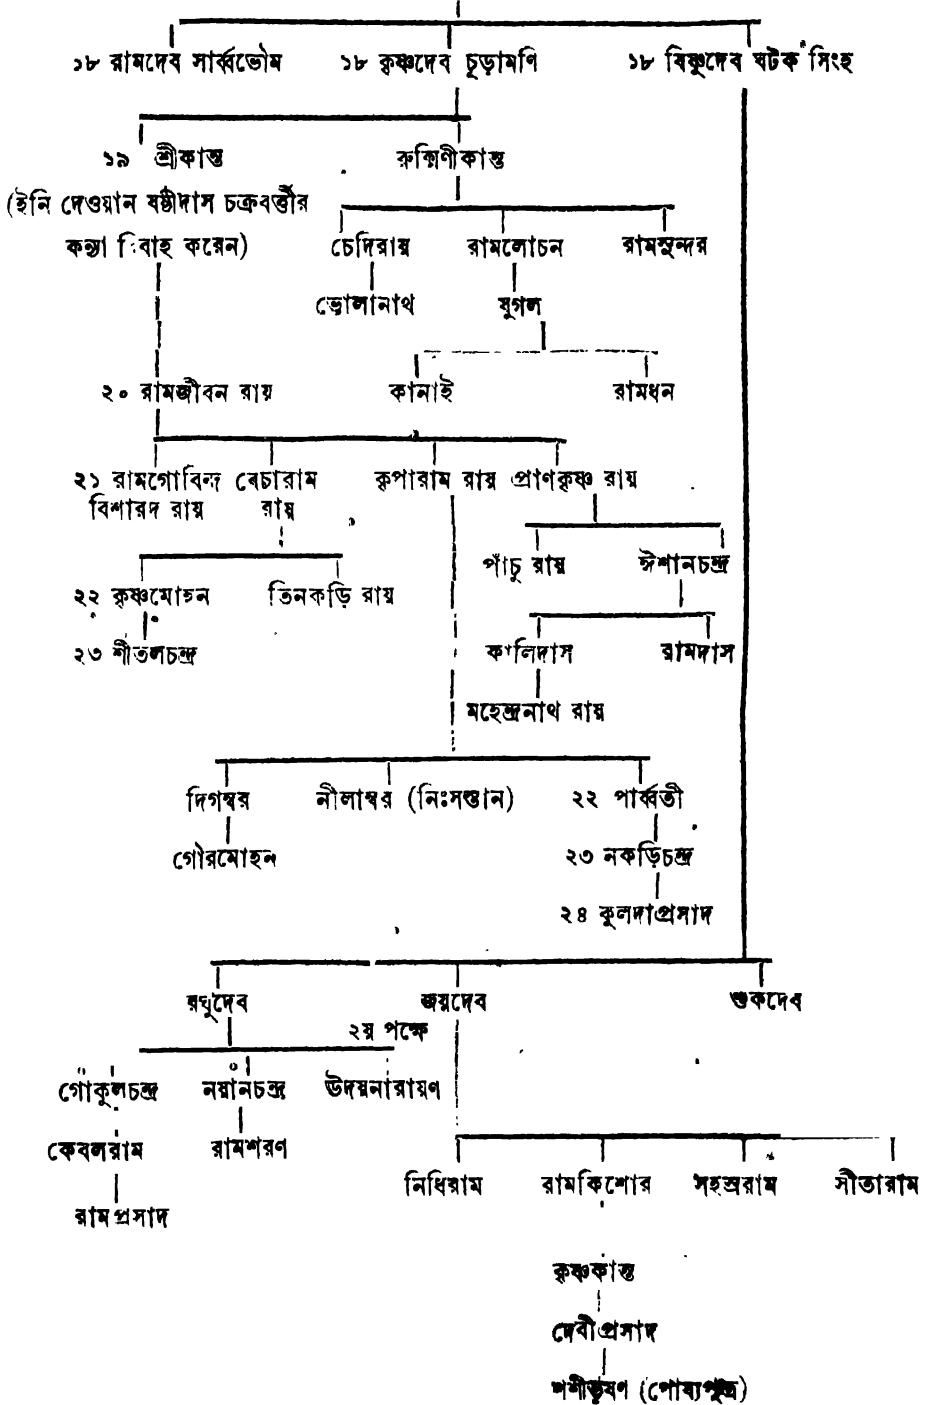 ১৮ রামদেব সার্ব্বভৌম ১৮ কৃষ্ণদেব চূড়ামণি ১৮ বিষ্ণুদেব ঘটক সিংহ
১৯ শ্রীকান্ত রুক্মিণীকান্ত
(ইনি দেওয়ান ষষ্ঠীদাস চক্রবর্ত্তীর
কন্যা বিবাহ করেন) চেদিরায় রামলোচন রামসুন্দর
ভোলানাথ যুগল
২০ রামজীবন রায় কানাই রামধন
২১ রামগোবিন্দ বেচারাম কৃপারাম রায় প্রাণকৃষ্ণ রায়
বিশারদ রায় রায়
পাঁচু রায় ঈশানচন্দ্র
২২ কৃষ্ণমোহন তিনকড়ি রায়
২৩ শীতলচন্দ্র কালিদাস রামদাস
মহেন্দ্রনাথ রায়
দিগম্বর নীলাম্বর (নিঃসন্তান) ২২ পার্ব্বতী
গৌরমোহন ২৩ নকড়িচন্দ্র
২৪ কুলদাপ্রসাদ
রঘুদেব জয়দেব শুকদেব
২য় পক্ষে
গোকুলচন্দ্র নয়ানচন্দ্র উদয়নারায়ণ
কেবলরাম রামশরণ
নিধিরাম রামকিশোর সহস্ররাম সীতারাম
রামপ্রসাদ
কৃষ্ণকান্ত
দেবীপ্রসাদ
শশীভূষণ (পোষ্যপুত্র)